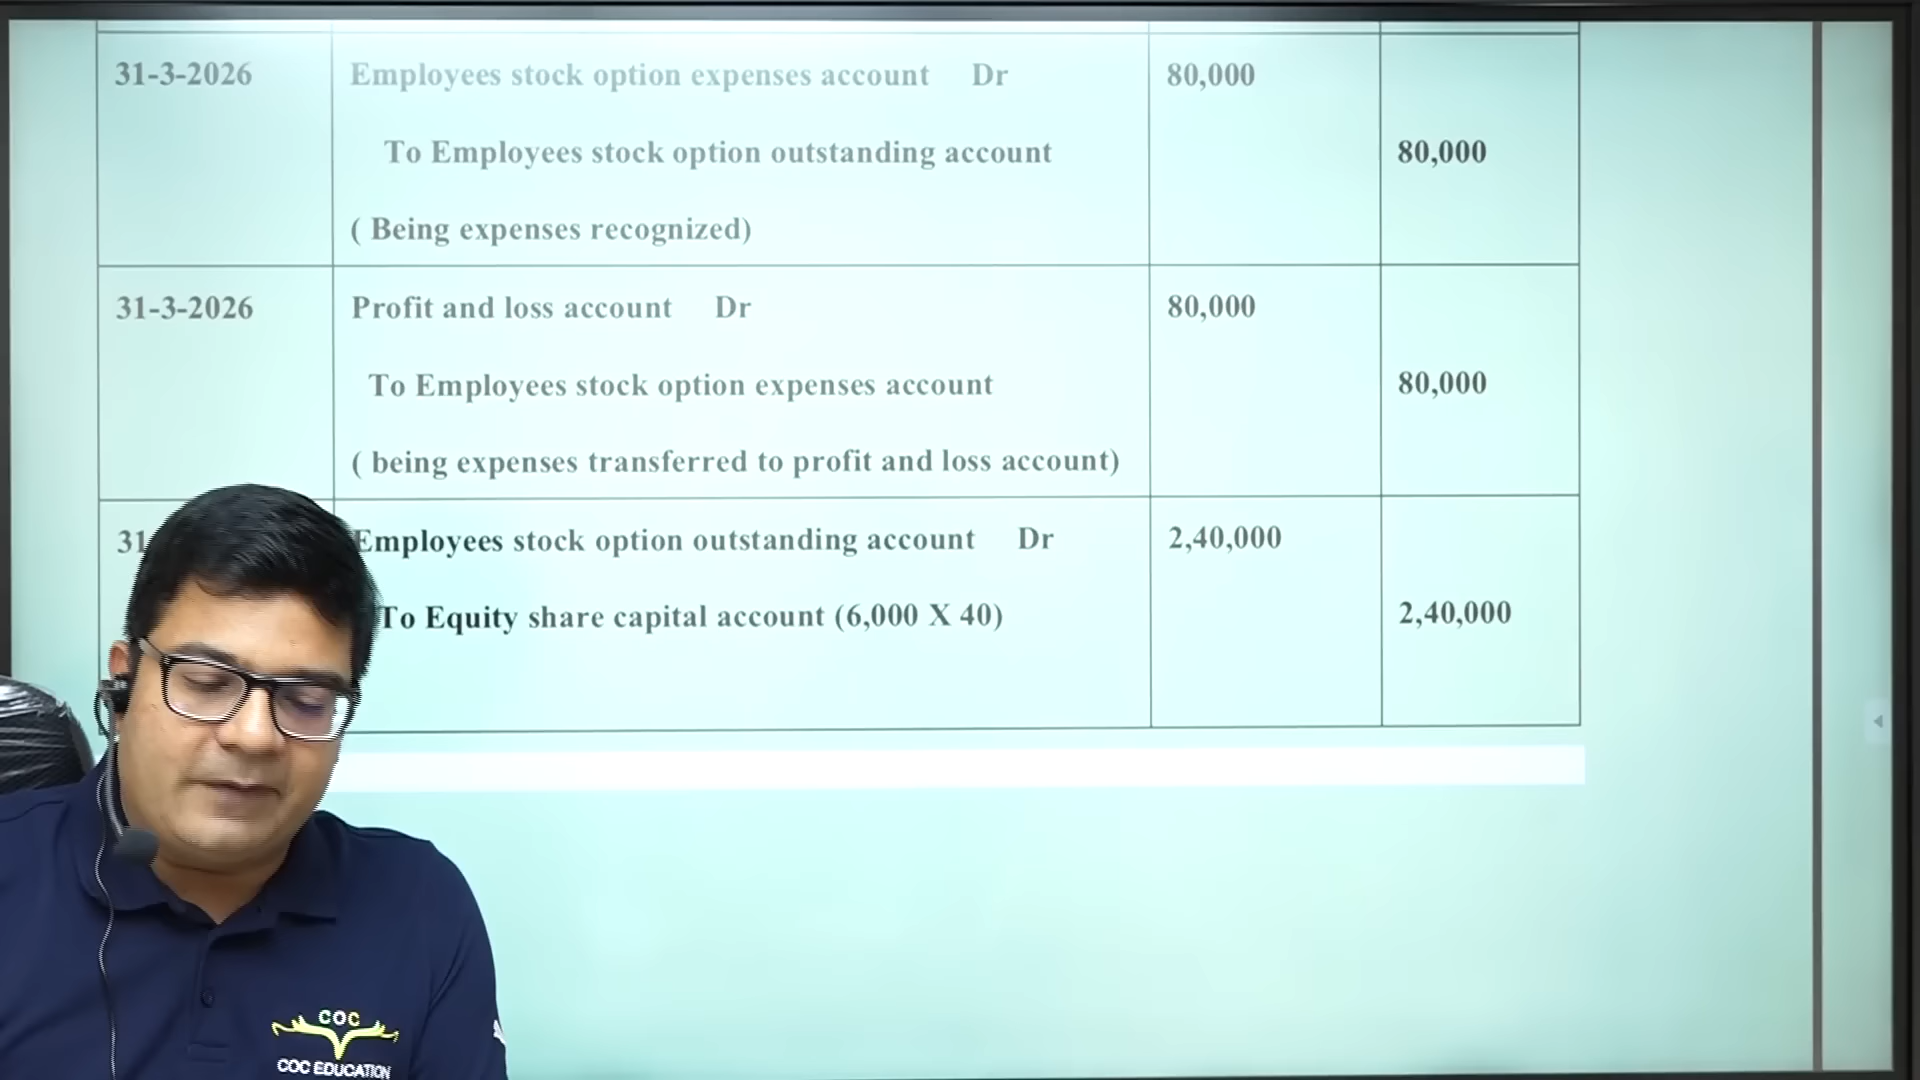 31-3-2026 Employees stock option expenses account Dr 80,000
To Employees stock option outstanding account 80,000
( Being expenses recognized)
31-3-2026 Profit and loss account Dr 80,000
To Employees stock option expenses account 80,000
( being expenses transferred to profit and loss account)
31 Employees stock option outstanding account Dr 2,40,000
To Equity share capital account (6,000 X 40) 2,40,000
COC
COC EDUCATION